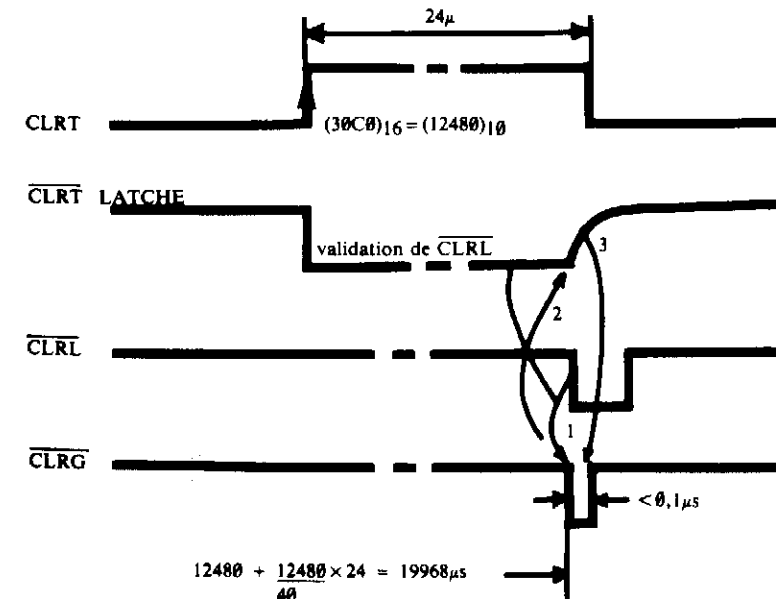 24μ
CLRT
(30C0)16 = (12480)10
CLRT LATCHE
validation de CLRL
3
2
CLRL
1
CLRG
<0,1μs
12480 + 12480 × 24 = 19968μs
40